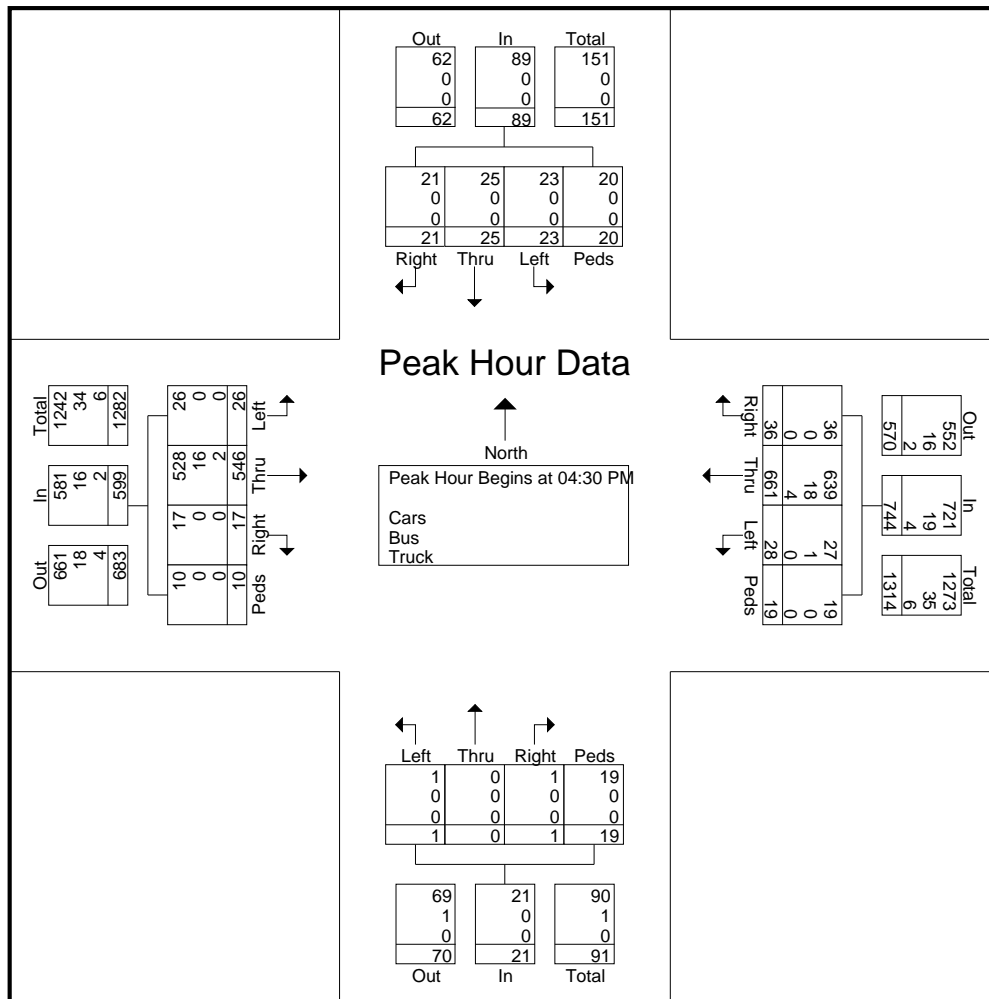 Out In Total
62 89 151
0 0 0
0 0 0
62 89 151
21 25 23 20
0 0 0 0
0 0 0 0
21 25 23 20
Right Thru Left Peds
Peak Hour Data
North
Peak Hour Begins at 04:30 PM
Cars
Bus
Truck
Total
1242
34
6
1282
In
581
16
2
599
Out
661
18
4
683
26 0 0 26
Left
528 16 2 546
Thru
17 0 0 17
Right
10 0 0 10
Peds
Right
36 0 0 36
Thru
661 4 18 639
Left
28 0 1 27
Peds
19 0 0 19
Out
552
16
2
570
In
721
19
4
744
Total
1273
35
6
1314
Left Thru Right Peds
1 0 1 19
0 0 0 0
0 0 0 0
1 0 1 19
69 21 90
1 0 1
0 0 0
70 21 91
Out In Total